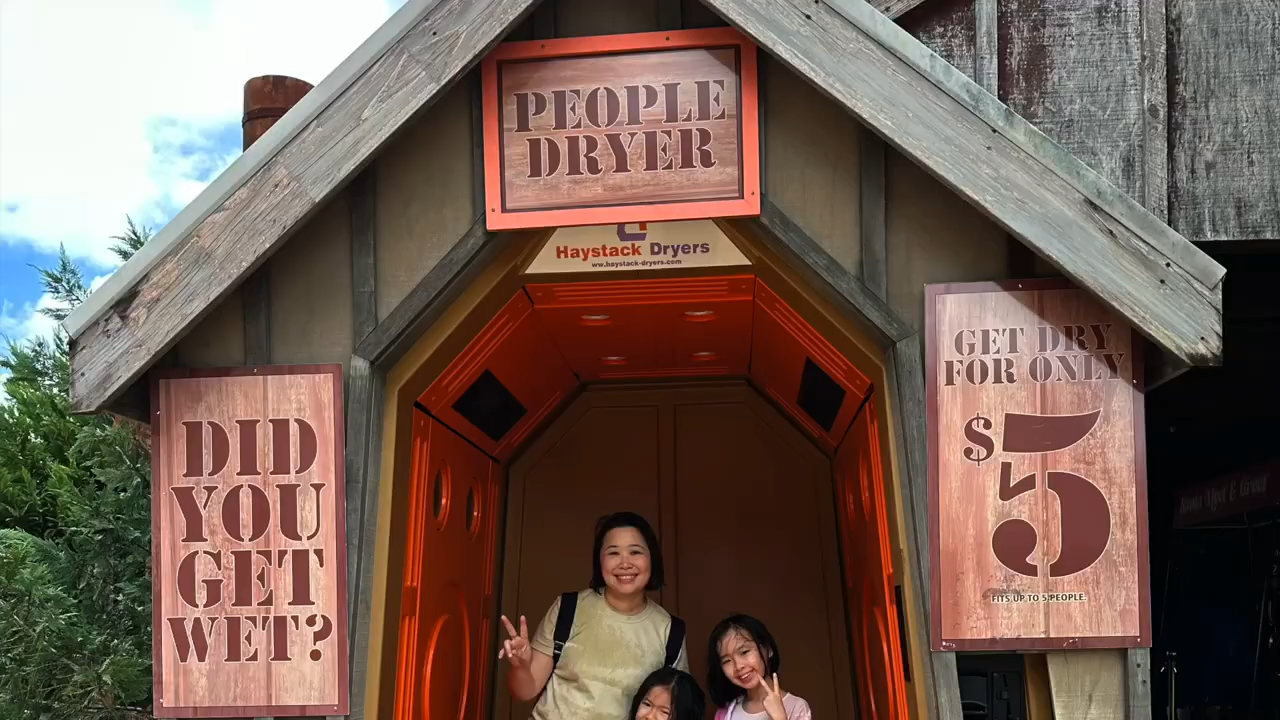 PEOPLE
DRYER
Haystack Dryers
www.haystack-dryers.com
DID
YOU
GET
WET?
GET DRY
FOR ONLY
$5
FITS UP TO 5 PEOPLE.